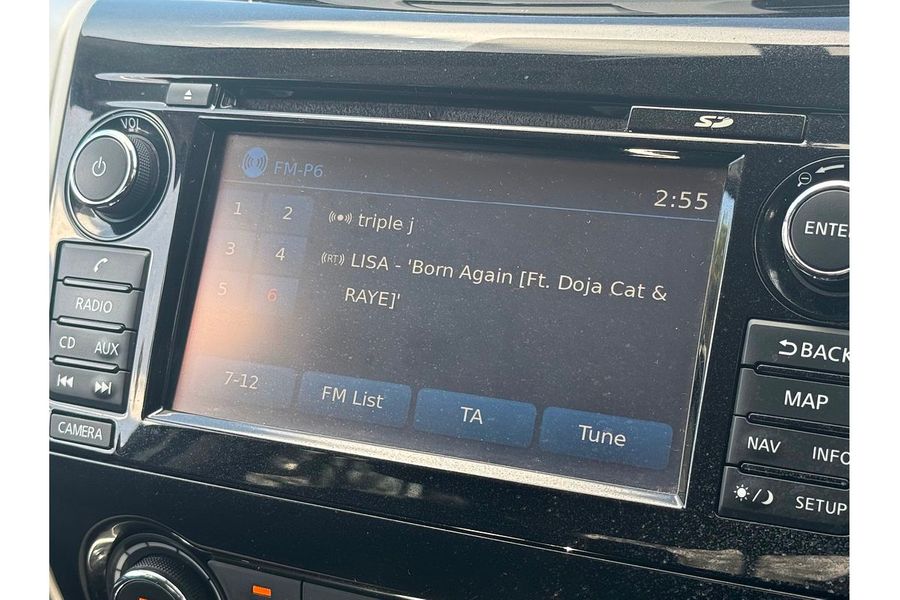 VOL
SD
FM-P6
2:55
1 2
triple j
3 4
(RT) LISA - 'Born Again [Ft. Doja Cat &
RAYE]'
5 6
7-12 FM List TA Tune
RADIO
CD AUX
CAMERA
ENTE
BACK
MAP
NAV INFO
SETUP